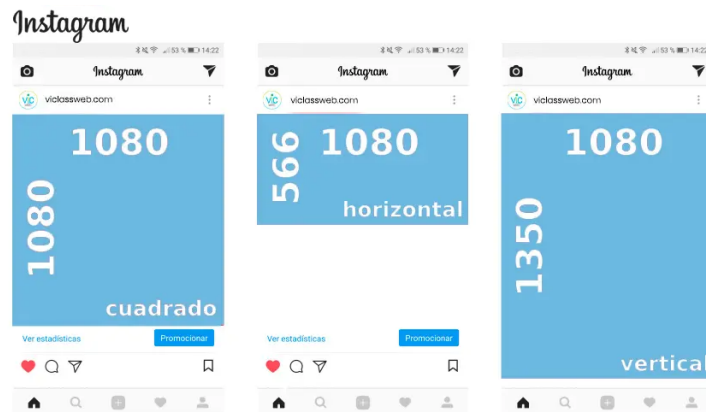 Instagram
53 % 14:22
Instagram
viclassweb.com
1080
1080
cuadrado
Ver estadísticas
Promocionar
53 % 14:22
Instagram
viclassweb.com
1080
566
horizontal
Ver estadísticas
Promocionar
53 % 14:22
Instagram
viclassweb.com
1080
1350
vertical